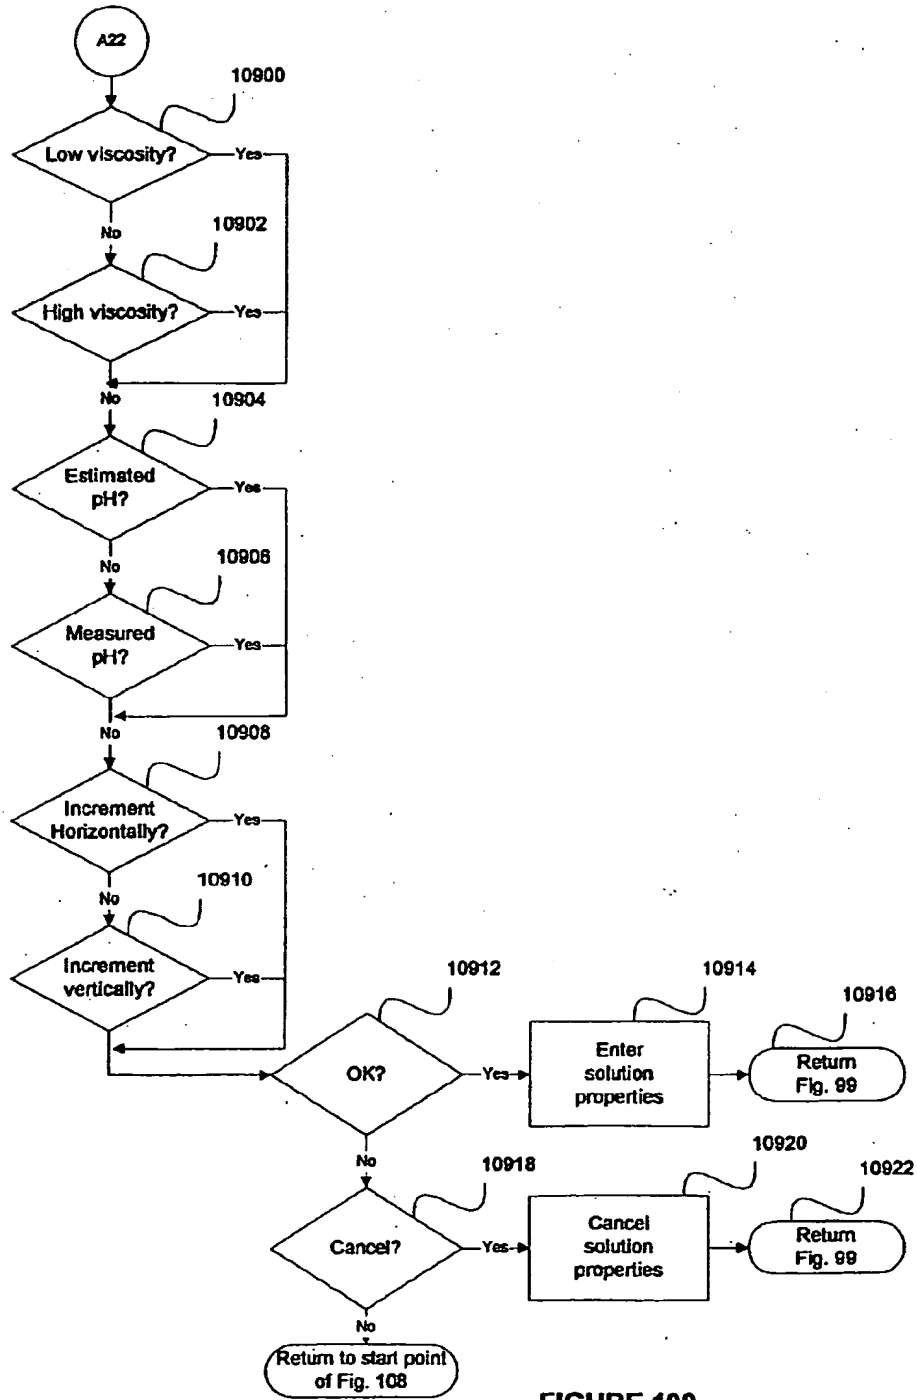 A22
10900
Low viscosity?
Yes
No
10902
High viscosity?
Yes
No
10904
Estimated
pH?
Yes
No
10906
Measured
pH?
Yes
No
10908
Increment
Horizontally?
Yes
No
10910
Increment
vertically?
Yes
10912
OK?
Yes
10914
Enter
solution
properties
10916
Return
Fig. 99
No
10918
Cancel?
Yes
10920
Cancel
solution
properties
10922
Return
Fig. 99
No
Return to start point
of Fig. 108
FIGURE 109